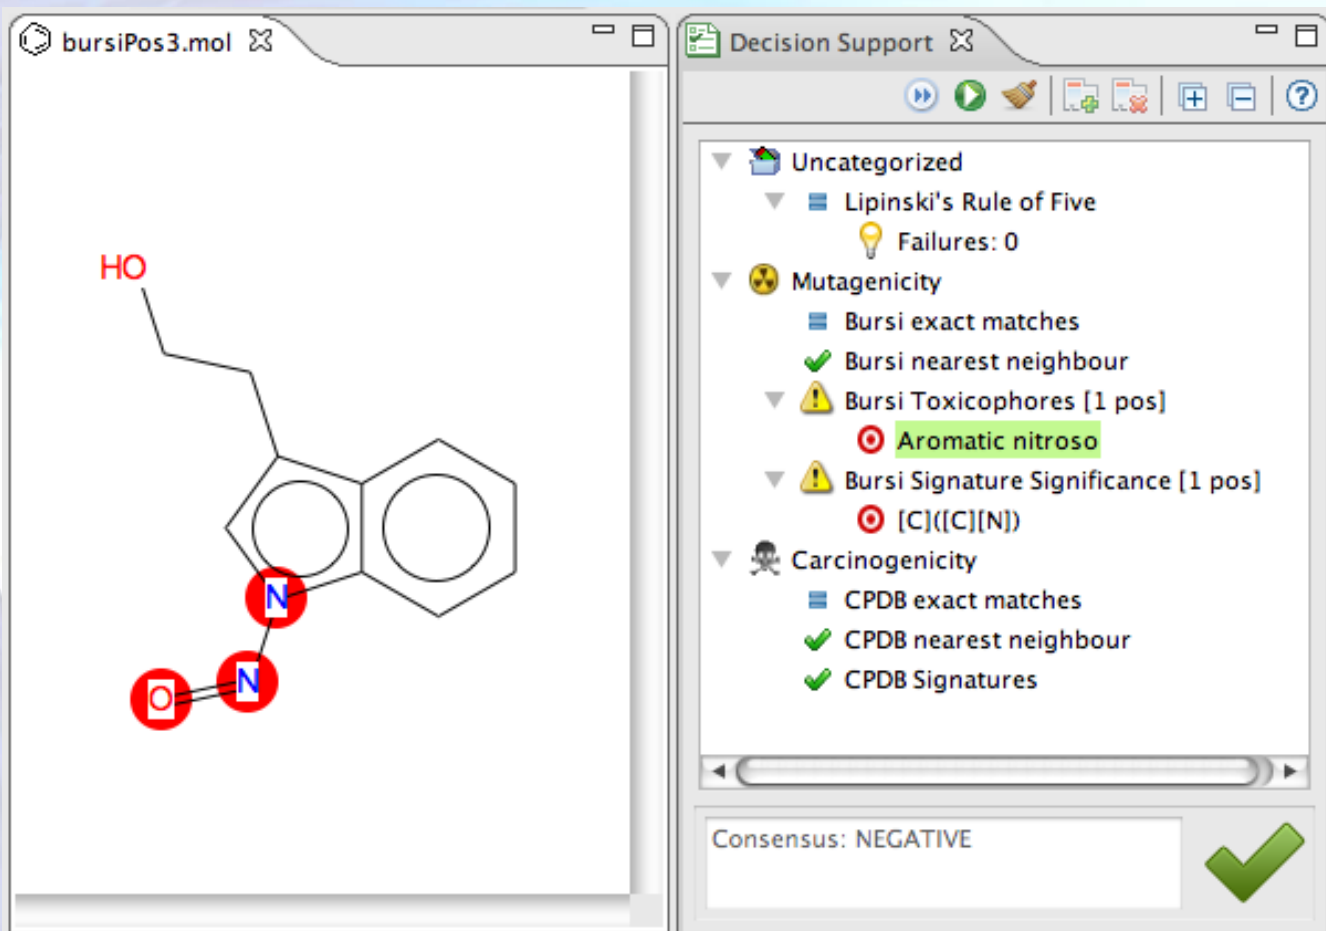 bursiPos3.mol
HO
N
N
O
Decision Support
Uncategorized
Lipinski's Rule of Five
Failures: 0
Mutagenicity
Bursi exact matches
Bursi nearest neighbour
Bursi Toxicophores [1 pos]
Aromatic nitroso
Bursi Signature Significance [1 pos]
[C]([C][N])
Carcinogenicity
CPDB exact matches
CPDB nearest neighbour
CPDB Signatures
Consensus: NEGATIVE